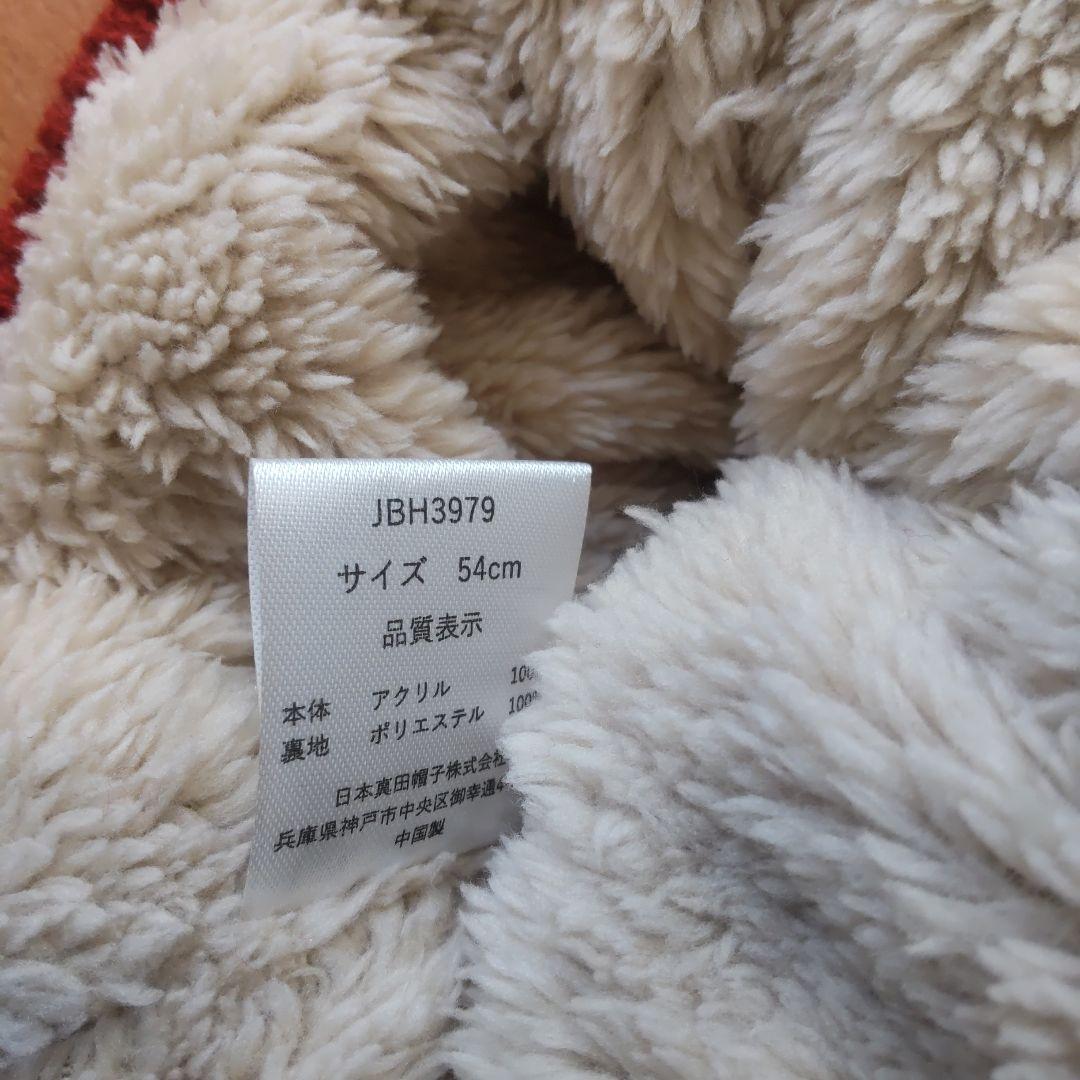 JBH3979
サイズ 54cm
品質表示
本体 アクリル
裏地 ポリエステル 100%
日本真田帽子株式会社
兵庫県神戸市中央区御幸通4
中国製